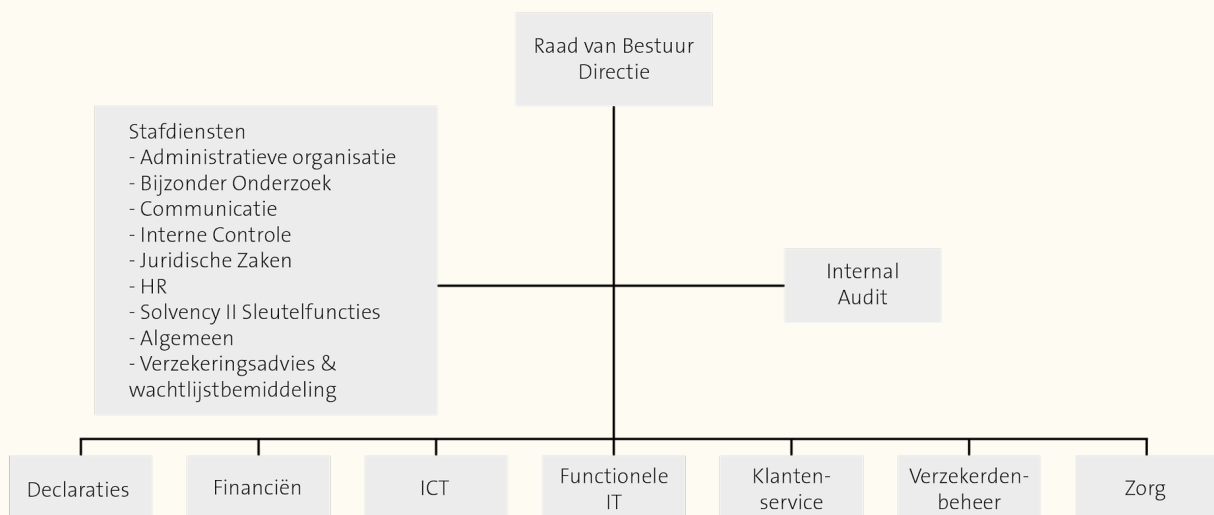 Raad van Bestuur
Directie
Stafdiensten
- Administratieve organisatie
- Bijzonder Onderzoek
- Communicatie
- Interne Controle
- Juridische Zaken
- HR
- Solvency II Sleutelfuncties
- Algemeen
- Verzekeringsadvies &
wachtlijstbemiddeling
Internal
Audit
Declaraties
Financiën
ICT
Functionele
IT
Klanten-
service
Verzekerden-
beheer
Zorg